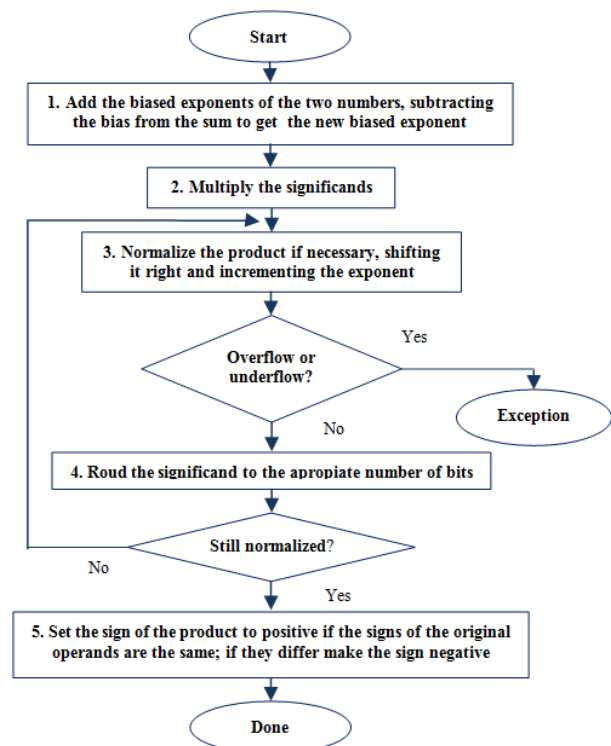 Start
1. Add the biased exponents of the two numbers, subtracting
the bias from the sum to get the new biased exponent
2. Multiply the significands
3. Normalize the product if necessary, shifting
it right and incrementing the exponent
Overflow or
underflow?
Yes
Exception
No
4. Roud the significand to the apropiate number of bits
Still normalized?
No
Yes
5. Set the sign of the product to positive if the signs of the original
operands are the same; if they differ make the sign negative
Done